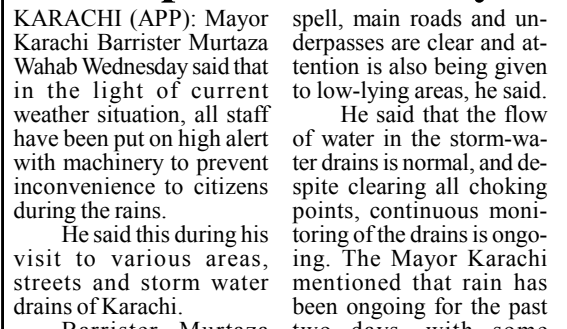 KARACHI (APP): Mayor
Karachi Barrister Murtaza
Wahab Wednesday said that
in the light of current
weather situation, all staff
have been put on high alert
with machinery to prevent
inconvenience to citizens
during the rains.
He said this during his
visit to various areas,
streets and storm water
drains of Karachi.
Barrister Murtaza
spell, main roads and un-
derpasses are clear and at-
tention is also being given
to low-lying areas, he said.
He said that the flow
of water in the storm-wa-
ter drains is normal, and de-
spite clearing all choking
points, continuous moni-
toring of the drains is ongo-
ing. The Mayor Karachi
mentioned that rain has
been ongoing for the past
two days, with some